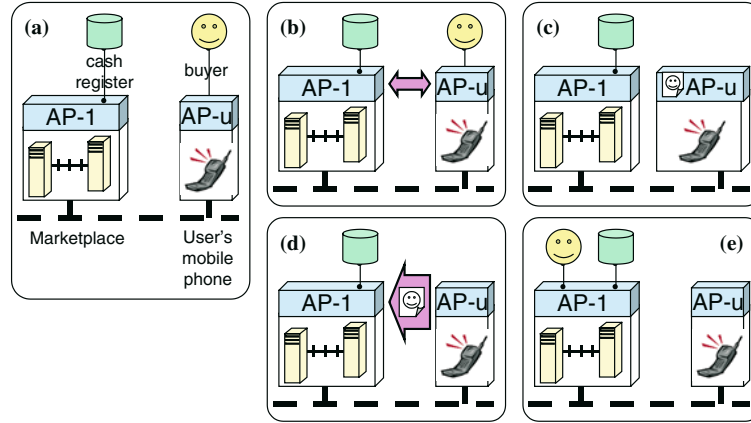 (a)
cash
register
buyer
AP-1
AP-u
Marketplace
User's
mobile
phone
(b)
AP-1
AP-u
(c)
AP-1
AP-u
(d)
AP-1
AP-u
(e)
AP-1
AP-u